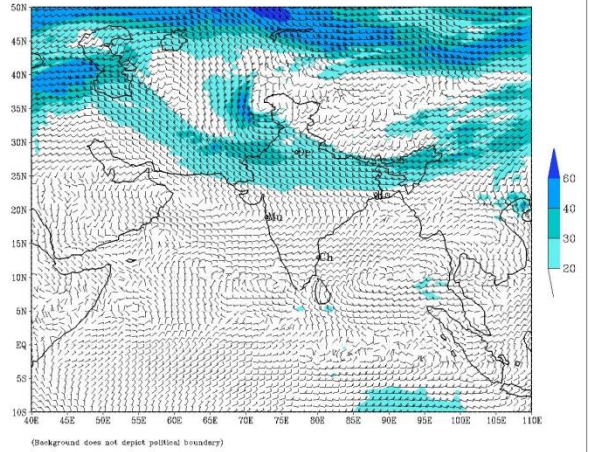 50N
45N
40N
35N
30N
25N
20N
15N
10N
5N
EQ
5S
10S
40E 45E 50E 55E 60E 65E 70E 75E 80E 85E 90E 95E 100E 105E 110E
Mu
Ch
60
40
30
20
(Background does not depict political boundary)